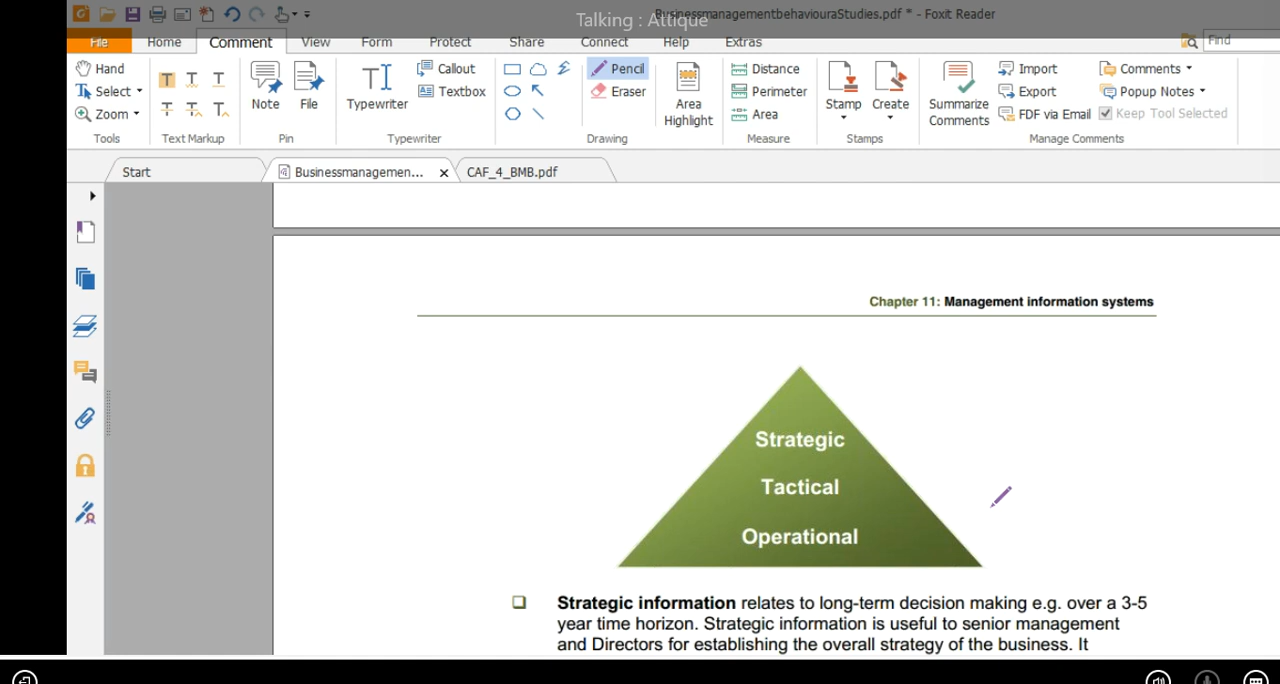 BusinessmanagementbehaviouraStudies.pdf * - Foxit Reader
Talking : Attique
File Home Comment View Form Protect Share Connect Help Extras Find
Hand
Select
Zoom
Tools
Text Markup
Note
File
Pin
Typewriter
Callout
Textbox
Typewriter
Pencil
Eraser
Area
Highlight
Drawing
Distance
Perimeter
Area
Measure
Stamp
Create
Stamps
Summarize
Comments
Import
Export
FDF via Email
Comments
Popup Notes
Keep Tool Selected
Manage Comments
Start Businessmanagemen... CAF_4_BMB.pdf
Chapter 11: Management information systems
Strategic
Tactical
Operational
Strategic information relates to long-term decision making e.g. over a 3-5
year time horizon. Strategic information is useful to senior management
and Directors for establishing the overall strategy of the business. It